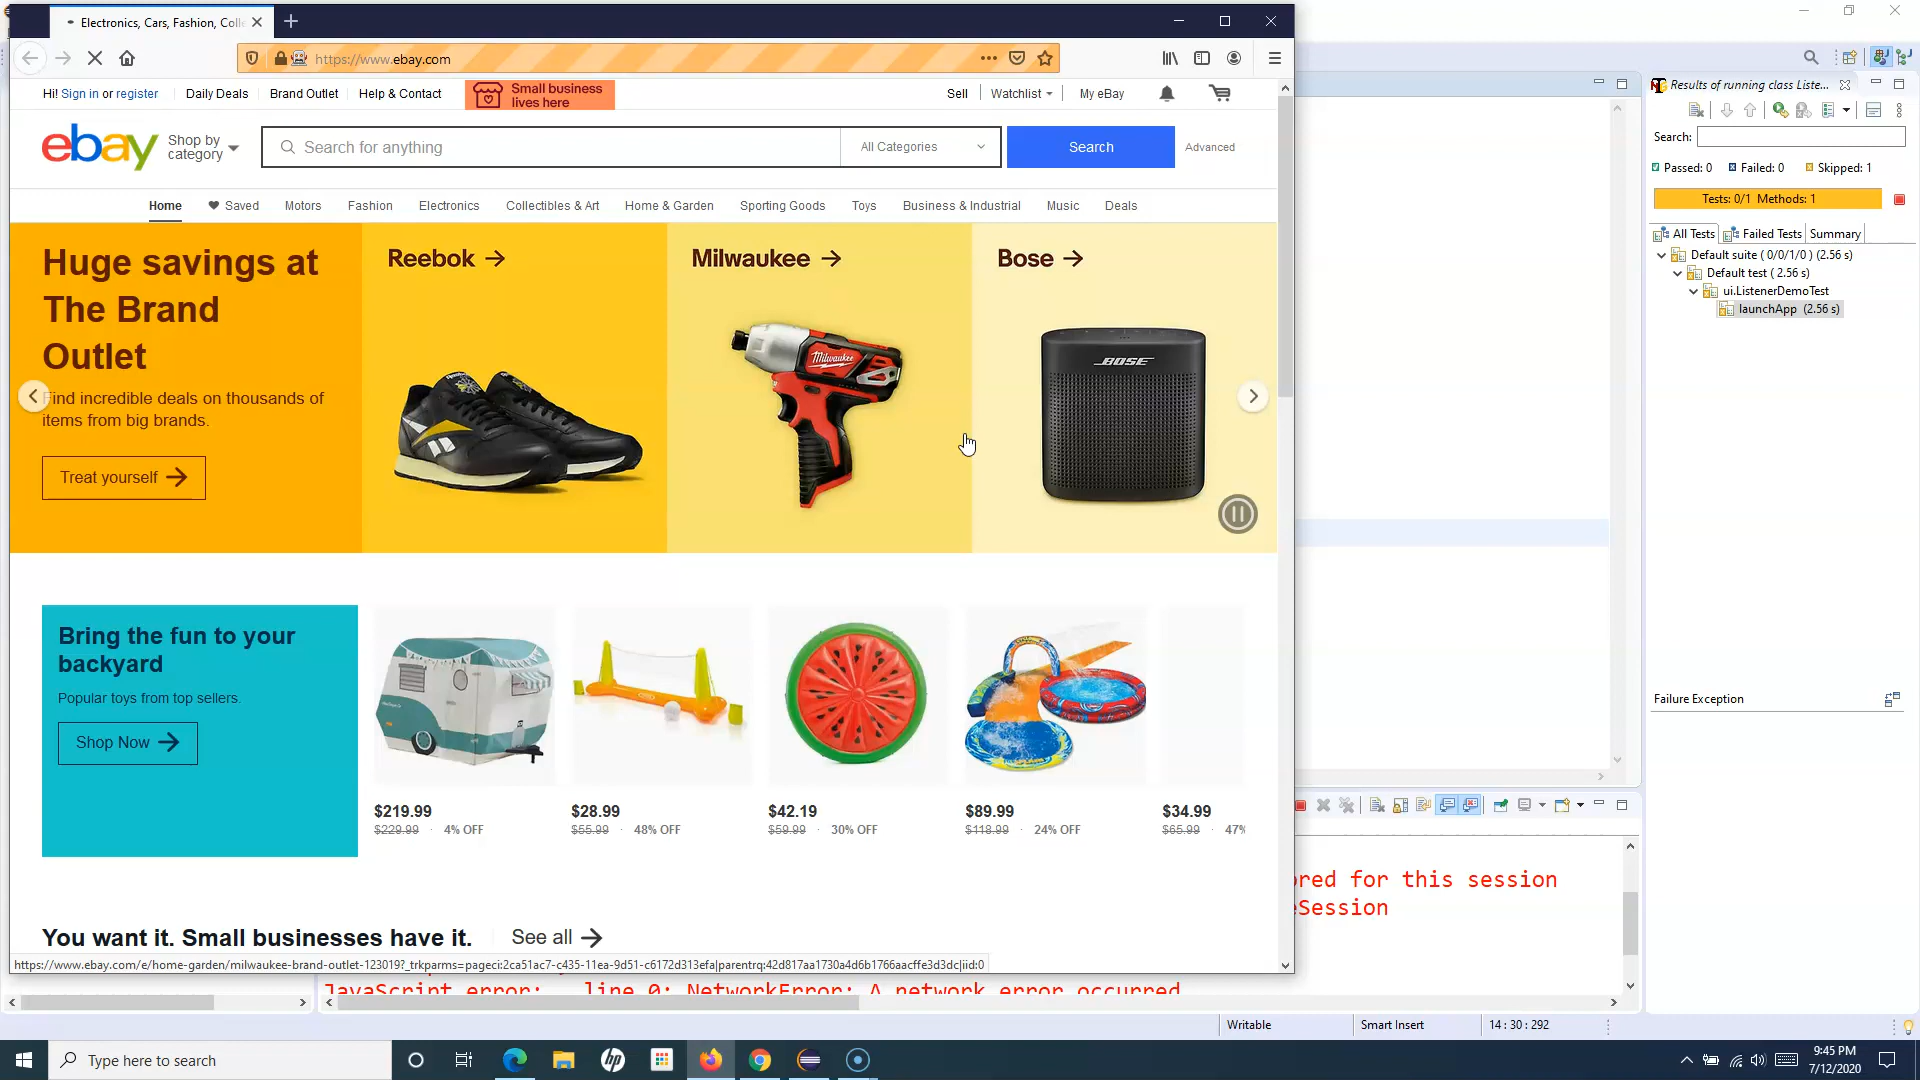 Electronics, Cars, Fashion, Colle
https://www.ebay.com
Hi! Sign in or register
Daily Deals
Brand Outlet
Help & Contact
Small business
lives here
Sell
Watchlist
My eBay
ebay
Shop by
category
Search for anything
All Categories
Search
Advanced
Home
Saved
Motors
Fashion
Electronics
Collectibles & Art
Home & Garden
Sporting Goods
Toys
Business & Industrial
Music
Deals
Huge savings at
The Brand
Outlet
Find incredible deals on thousands of
items from big brands.
Treat yourself
Reebok
Milwaukee
Milwaukee
Bose
BOSE
Bring the fun to your
backyard
Popular toys from top sellers.
Shop Now
$219.99
$229.99 · 4% OFF
$28.99
$55.99 · 48% OFF
$42.19
$59.99 · 30% OFF
$89.99
$118.99 · 24% OFF
$34.99
$65.99 · 47%
You want it. Small businesses have it.
See all
https://www.ebay.com/e/home-garden/milwaukee-brand-outlet-123019?_trkparms=pageci:2ca51ac7-c435-11ea-9d51-c6172d313efa|parentrq:42d817aa1730a4d6b1766aacffe3d3dc|iid:0
Results of running class Liste...
Search:
Passed: 0
Failed: 0
Skipped: 1
Tests: 0/1 Methods: 1
All Tests
Failed Tests
Summary
Default suite ( 0/0/1/0 ) (2.56 s)
Default test ( 2.56 s)
ui.ListenerDemoTest
launchApp (2.56 s)
Failure Exception
ored for this session
eSession
JavaScript error: , line 0: NetworkError: A network error occurred.
Writable
Smart Insert
14 : 30 : 292
Type here to search
hp
9:45 PM
7/12/2020